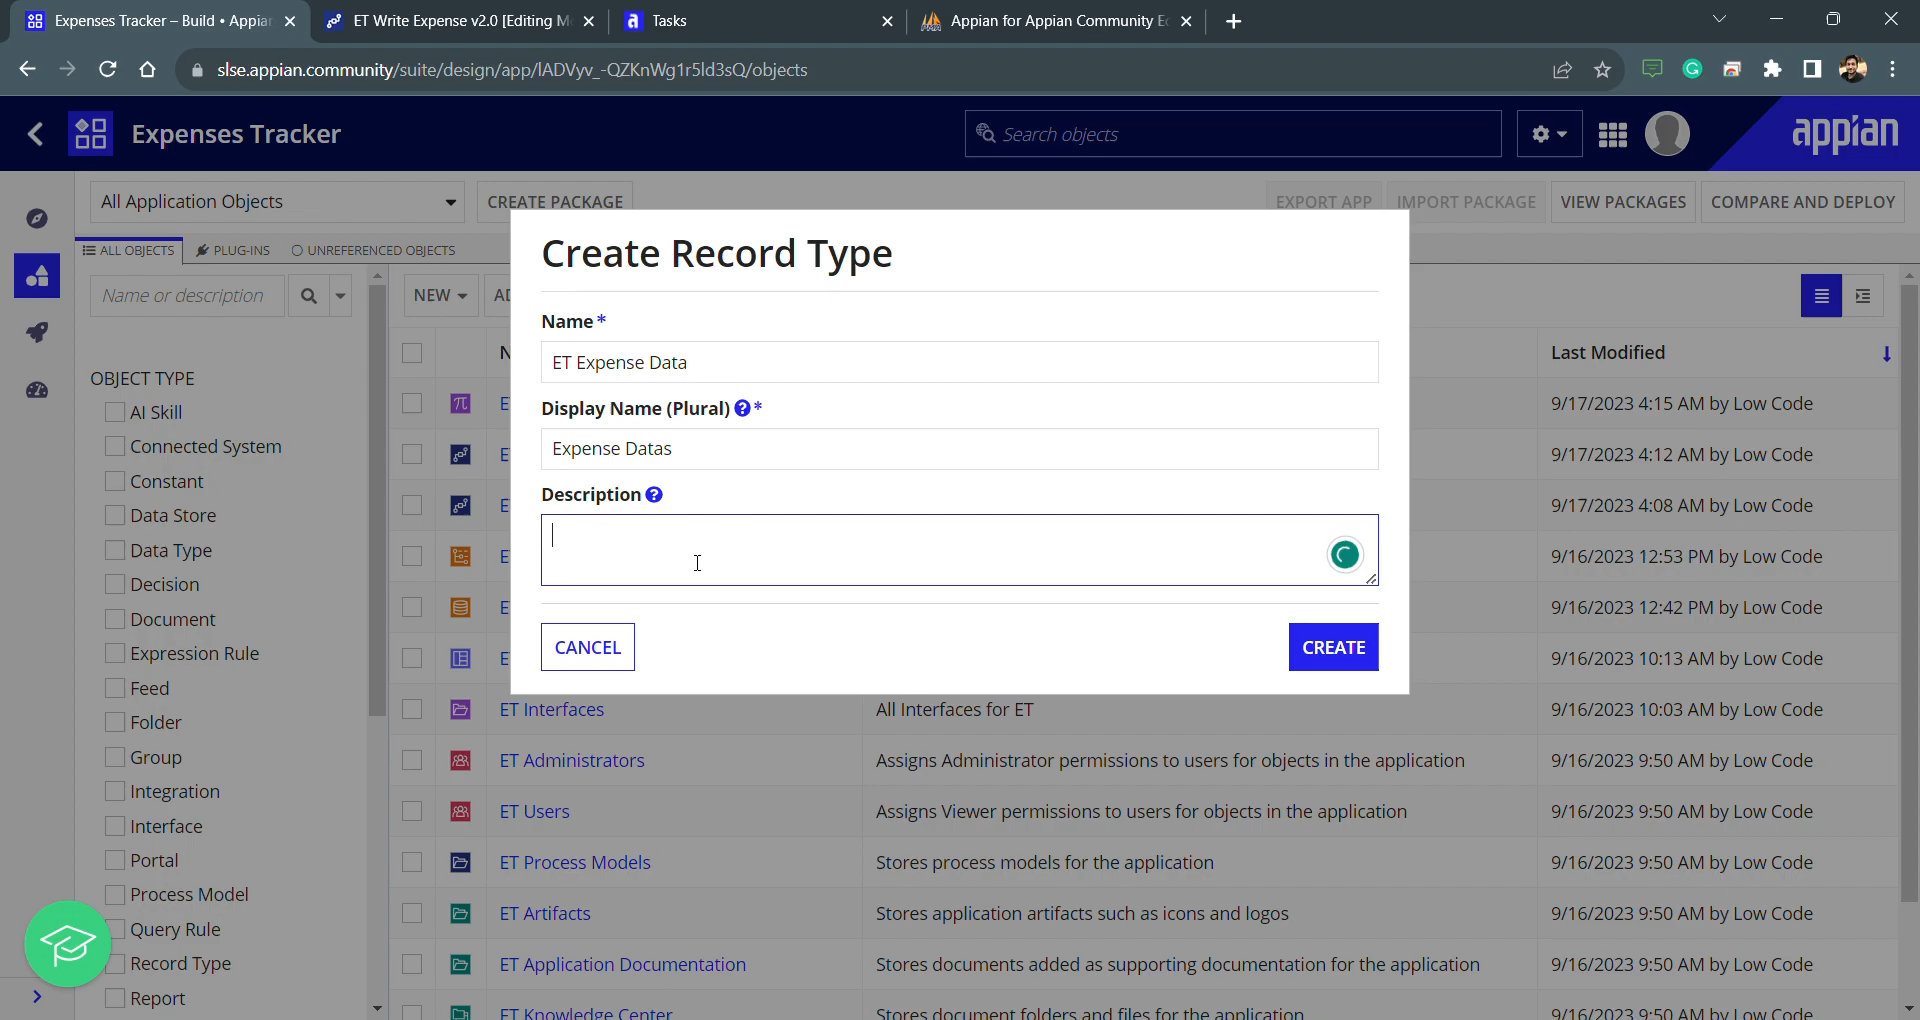 Expenses Tracker – Build • Appian
ET Write Expense v2.0 [Editing M
Tasks
Appian for Appian Community E
slse.appian.community/suite/design/app/lADVyv_-QZKnWg1r5ld3sQ/objects
Expenses Tracker
Search objects
appian
All Application Objects
CREATE PACKAGE
EXPORT APP
IMPORT PACKAGE
VIEW PACKAGES
COMPARE AND DEPLOY
ALL OBJECTS
PLUG-INS
UNREFERENCED OBJECTS
Name or description
NEW
AD
OBJECT TYPE
AI Skill
Connected System
Constant
Data Store
Data Type
Decision
Document
Expression Rule
Feed
Folder
Group
Integration
Interface
Portal
Process Model
Query Rule
Record Type
Report
Create Record Type
Name *
ET Expense Data
Display Name (Plural) ? *
Expense Datas
Description ?
CANCEL
CREATE
Last Modified
9/17/2023 4:15 AM by Low Code
9/17/2023 4:12 AM by Low Code
9/17/2023 4:08 AM by Low Code
9/16/2023 12:53 PM by Low Code
9/16/2023 12:42 PM by Low Code
9/16/2023 10:13 AM by Low Code
ET Interfaces All Interfaces for ET 9/16/2023 10:03 AM by Low Code
ET Administrators Assigns Administrator permissions to users for objects in the application 9/16/2023 9:50 AM by Low Code
ET Users Assigns Viewer permissions to users for objects in the application 9/16/2023 9:50 AM by Low Code
ET Process Models Stores process models for the application 9/16/2023 9:50 AM by Low Code
ET Artifacts Stores application artifacts such as icons and logos 9/16/2023 9:50 AM by Low Code
ET Application Documentation Stores documents added as supporting documentation for the application 9/16/2023 9:50 AM by Low Code
ET Knowledge Center Stores document folders and files for the application 9/16/2023 9:50 AM by Low Code